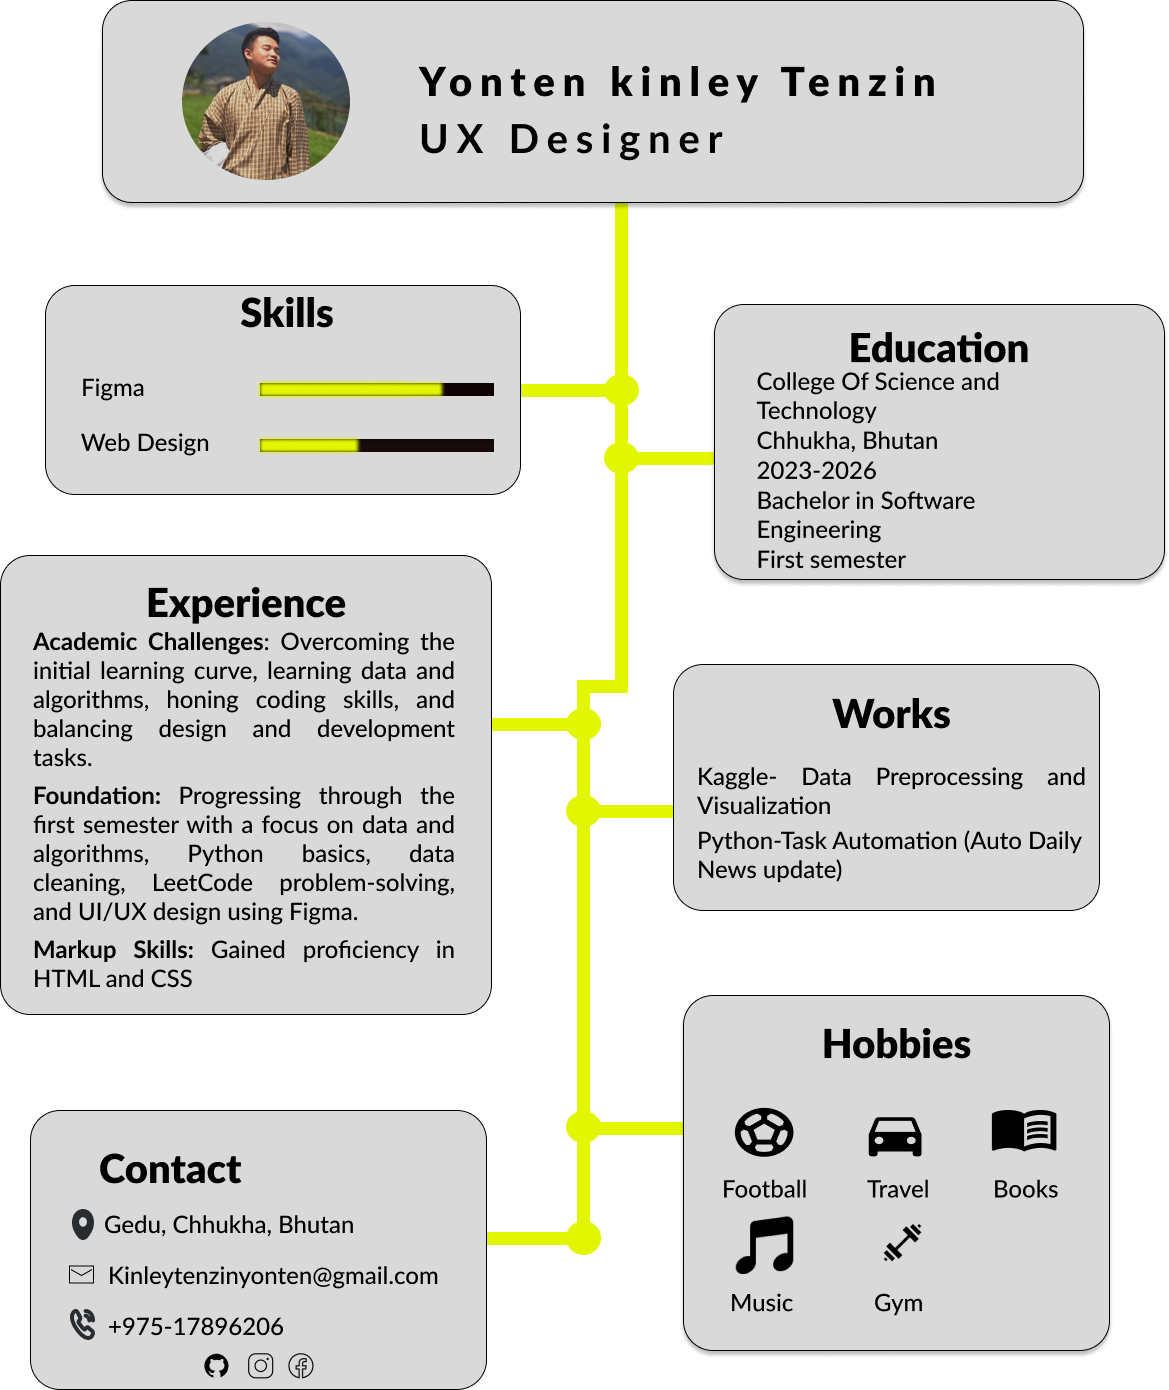 Yonten kinley Tenzin
UX Designer
Skills
Figma
Web Design
Education
College Of Science and
Technology
Chhukha, Bhutan
2023-2026
Bachelor in Software
Engineering
First semester
Experience
Academic Challenges: Overcoming the
initial learning curve, learning data and
algorithms, honing coding skills, and
balancing design and development
tasks.
Foundation: Progressing through the
first semester with a focus on data and
algorithms, Python basics, data
cleaning, LeetCode problem-solving,
and UI/UX design using Figma.
Markup Skills: Gained proficiency in
HTML and CSS
Works
Kaggle- Data Preprocessing and
Visualization
Python-Task Automation (Auto Daily
News update)
Hobbies
Football
Travel
Books
Music
Gym
Contact
Gedu, Chhukha, Bhutan
Kinleytenzinyonten@gmail.com
+975-17896206